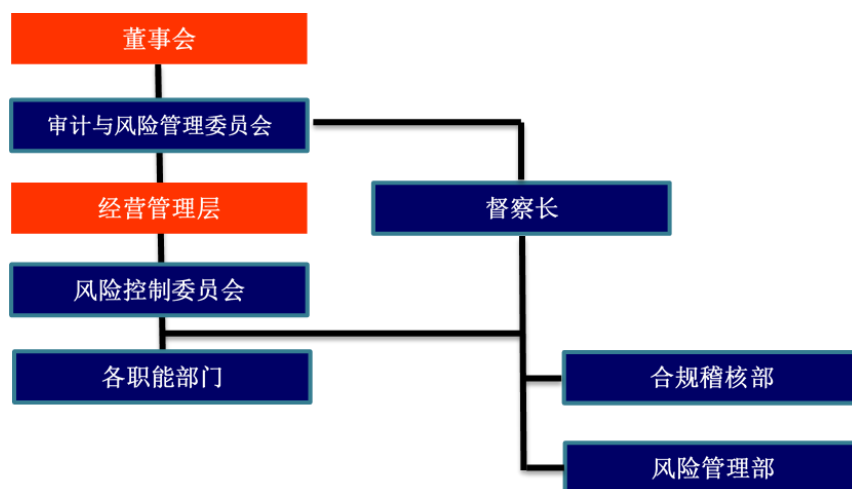 董事会
审计与风险管理委员会
经营管理层
督察长
风险控制委员会
各职能部门
合规稽核部
风险管理部